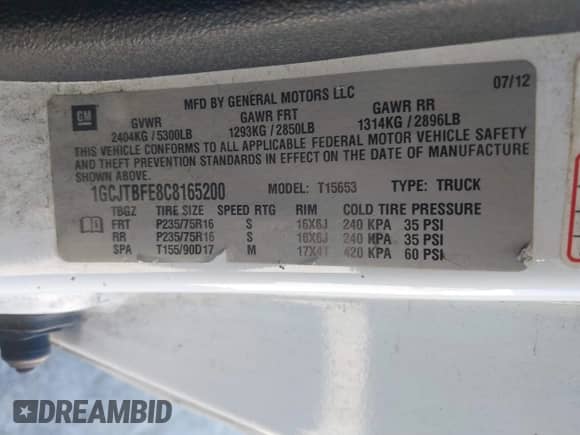 07/12
MFD BY GENERAL MOTORS LLC
GM
GVWR GAWR FRT GAWR RR
2404KG / 5300LB 1293KG / 2850LB 1314KG / 2896LB
THIS VEHICLE CONFORMS TO ALL APPLICABLE FEDERAL MOTOR VEHICLE SAFETY
AND THEFT PREVENTION STANDARDS IN EFFECT ON THE DATE OF MANUFACTURE
SHOWN ABOVE.
1GCJTBFE8C8165200 MODEL: T15653 TYPE: TRUCK
TBGZ TIRE SIZE SPEED RTG RIM COLD TIRE PRESSURE
FRT P235/75R16 S 16X6J 240 KPA 35 PSI
RR P235/75R16 S 16X6J 240 KPA 35 PSI
SPA T155/90D17 M 17X4T 420 KPA 60 PSI
DREAMBID